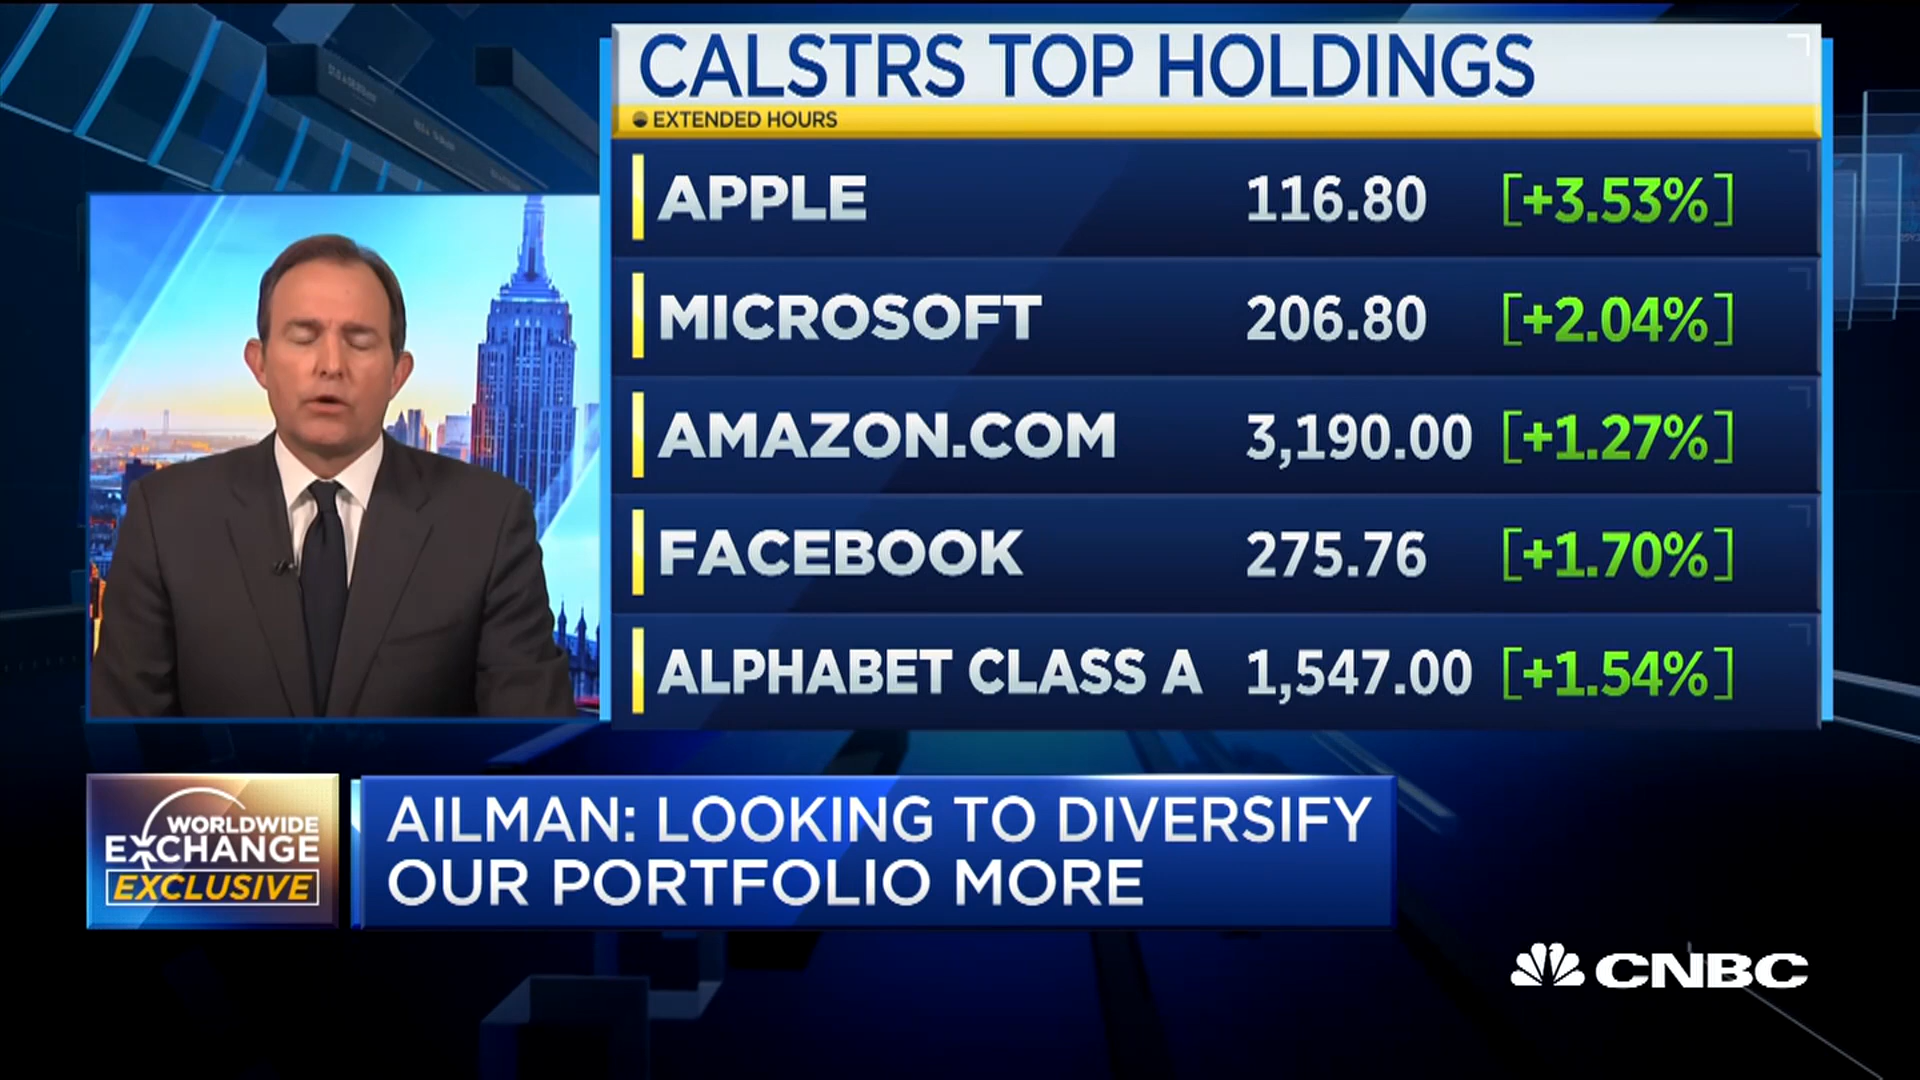 CALSTRS TOP HOLDINGS
EXTENDED HOURS
APPLE 116.80 [+3.53%]
MICROSOFT 206.80 [+2.04%]
AMAZON.COM 3,190.00 [+1.27%]
FACEBOOK 275.76 [+1.70%]
ALPHABET CLASS A 1,547.00 [+1.54%]
WORLDWIDE
EXCHANGE
EXCLUSIVE
AILMAN: LOOKING TO DIVERSIFY
OUR PORTFOLIO MORE
CNBC